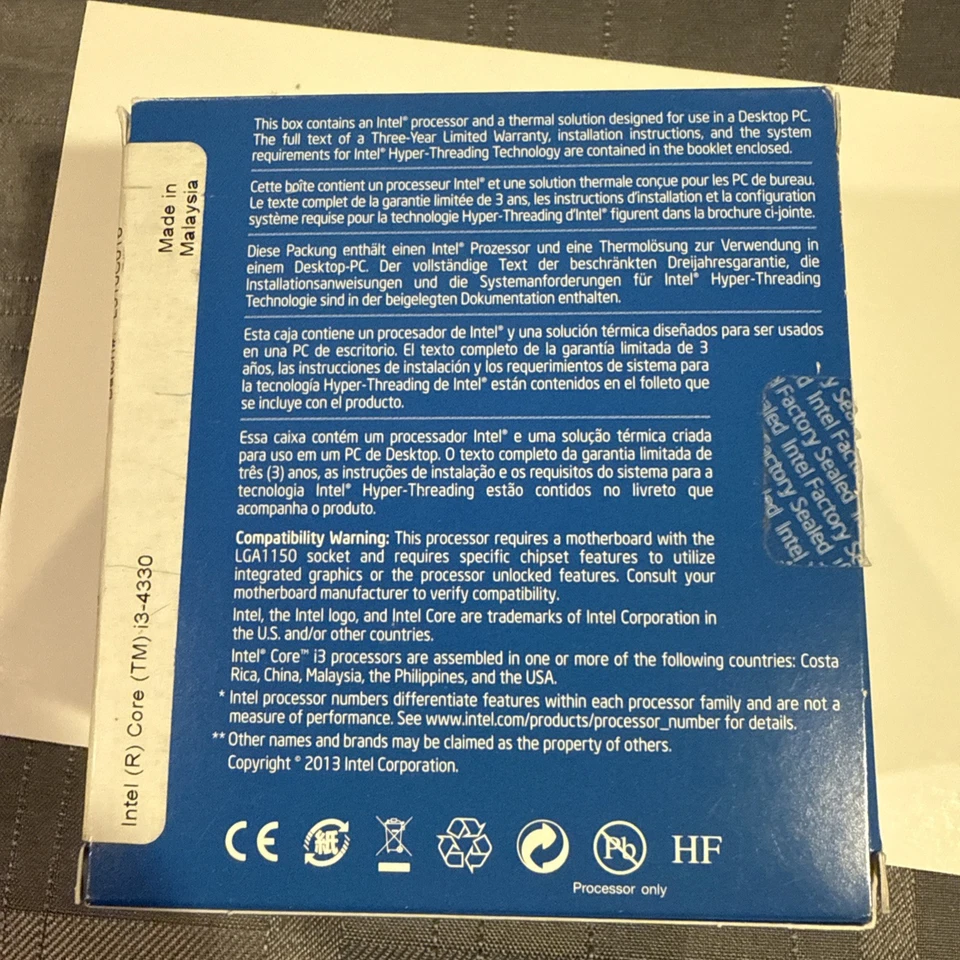 This box contains an Intel® processor and a thermal solution designed for use in a Desktop PC.
The full text of a Three-Year Limited Warranty, installation instructions, and the system
requirements for Intel® Hyper-Threading Technology are contained in the booklet enclosed.
Cette boîte contient un processeur Intel® et une solution thermale conçue pour les PC de bureau.
Le texte complet de la garantie limitée de 3 ans, les instructions d'installation et la configuration
système requise pour la technologie Hyper-Threading d'Intel® figurent dans la brochure ci-jointe.
Diese Packung enthält einen Intel® Prozessor und eine Thermolösung zur Verwendung in
einem Desktop-PC. Der vollständige Text der beschränkten Dreijahresgarantie, die
Installationsanweisungen und die Systemanforderungen für Intel® Hyper-Threading
Technologie sind in der beigelegten Dokumentation enthalten.
Esta caja contiene un procesador de Intel® y una solución térmica diseñados para ser usados
en una PC de escritorio. El texto completo de la garantía limitada de 3
años, las instrucciones de instalación y los requerimientos de sistema para
la tecnología Hyper-Threading de Intel® están contenidos en el folleto que
se incluye con el producto.
Essa caixa contém um processador Intel® e uma solução térmica criada
para uso em um PC de Desktop. O texto completo da garantia limitada de
três (3) anos, as instruções de instalação e os requisitos do sistema para a
tecnologia Intel® Hyper-Threading estão contidos no livreto que
acompanha o produto.
Compatibility Warning: This processor requires a motherboard with the
LGA1150 socket and requires specific chipset features to utilize
integrated graphics or the processor unlocked features. Consult your
motherboard manufacturer to verify compatibility.
Intel, the Intel logo, and Intel Core are trademarks of Intel Corporation in
the U.S. and/or other countries.
Intel® Core™ i3 processors are assembled in one or more of the following countries: Costa
Rica, China, Malaysia, the Philippines, and the USA.
* Intel processor numbers differentiate features within each processor family and are not a
measure of performance. See www.intel.com/products/processor_number for details.
** Other names and brands may be claimed as the property of others.
Copyright © 2013 Intel Corporation.
CE 紙 Pb HF
Processor only
Made in
Malaysia
Intel (R) Core (TM) i3-4330
y Sealed
d Intel Fact
y Factory Sealed
aled Intel Factory S
actory Sealed
led Intel